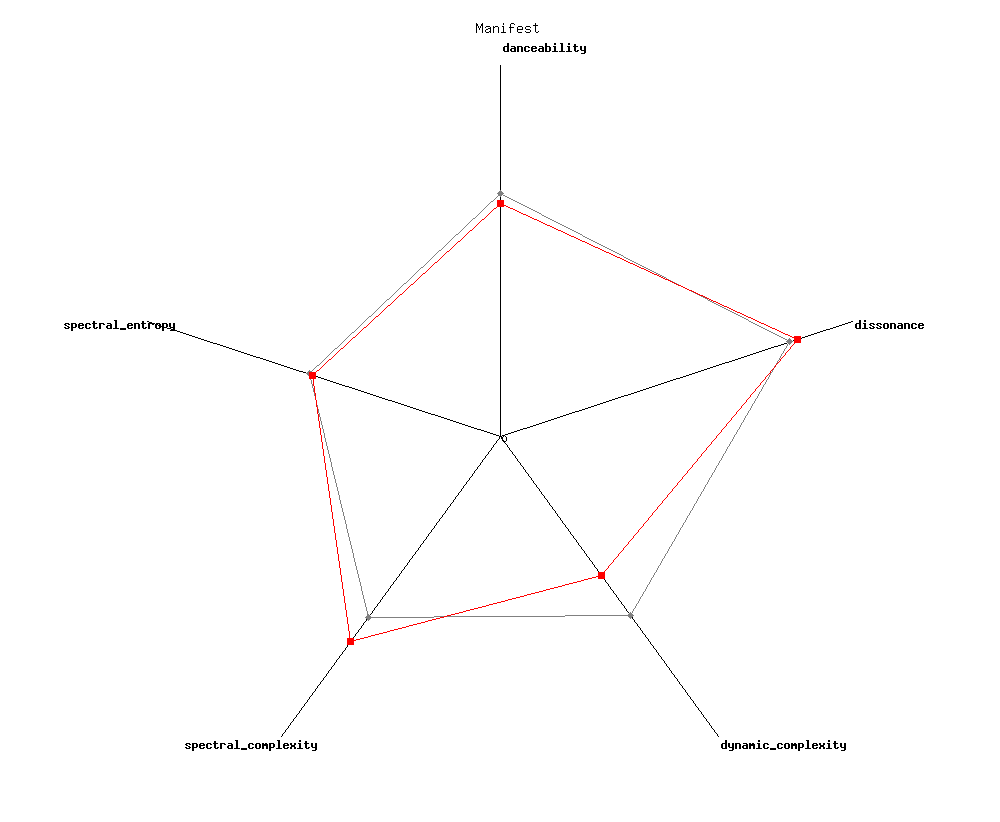 Manifest
danceability
spectral_entropy
dissonance
0
spectral_complexity
dynamic_complexity